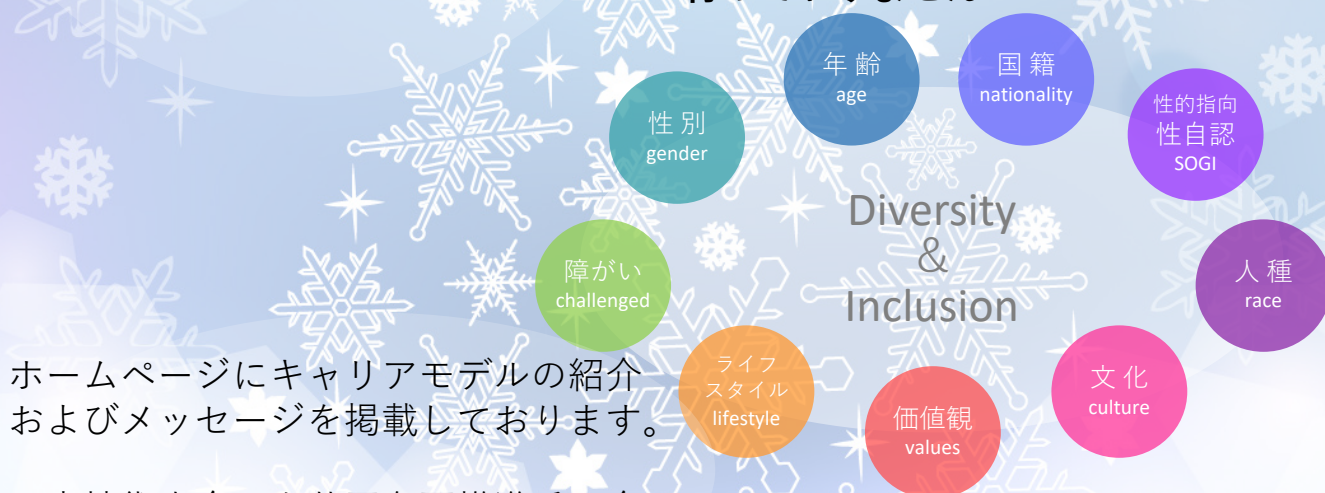 年齢
age
国籍
nationality
性的指向
性自認
SOGI
性別
gender
人種
race
障がい
challenged
Diversity
&
Inclusion
文化
culture
ライフ
スタイル
lifestyle
価値観
values
ホームページにキャリアモデルの紹介
およびメッセージを掲載しております。